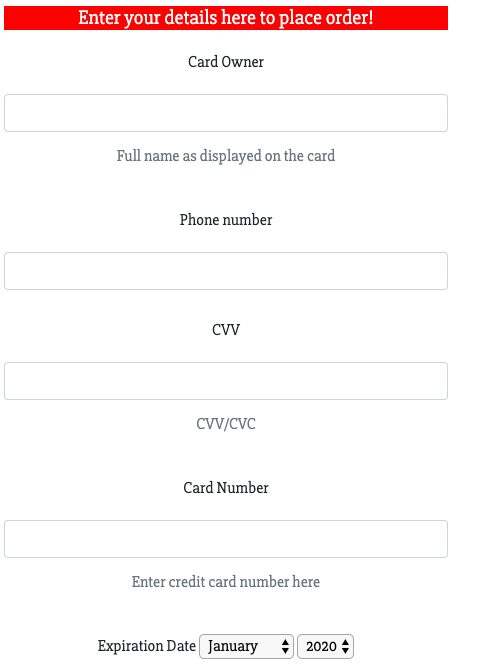 Enter your details here to place order!
Card Owner
Full name as displayed on the card
Phone number
CVV
CVV/CVC
Card Number
Enter credit card number here
Expiration Date January 2020